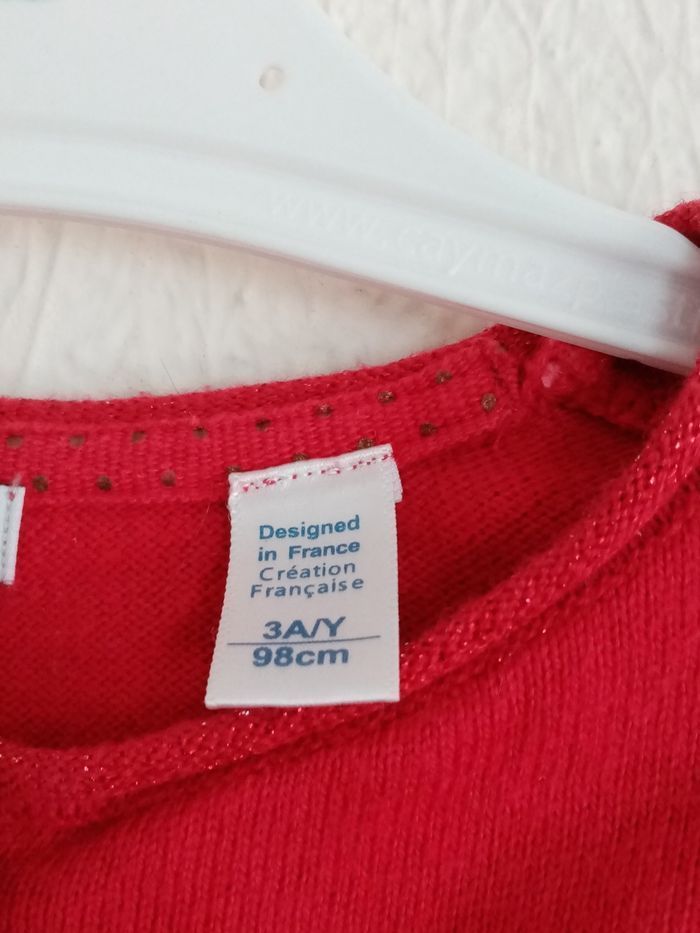 Designed
in France
Création
Française
3A/Y
98cm